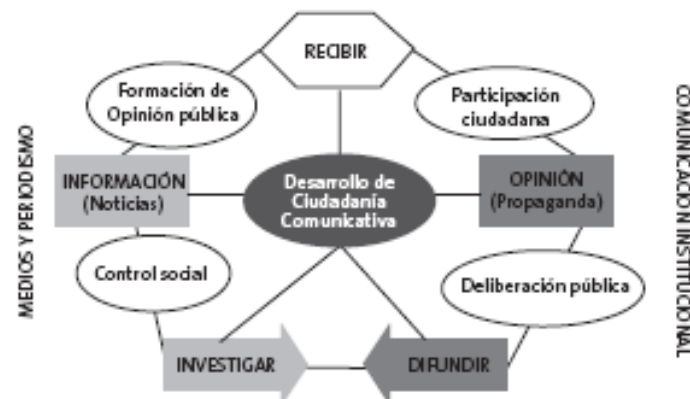 RECIBIR
Formación de
Opinión pública
Participación
ciudadana
MEDIOS Y PERIODISMO
INFORMACIÓN
(Noticias)
Desarrollo de
Ciudadanía
Comunicativa
OPINIÓN
(Propaganda)
COMUNICACIÓN INSTITUCIONAL
Control social
Deliberación pública
INVESTIGAR
DIFUNDIR